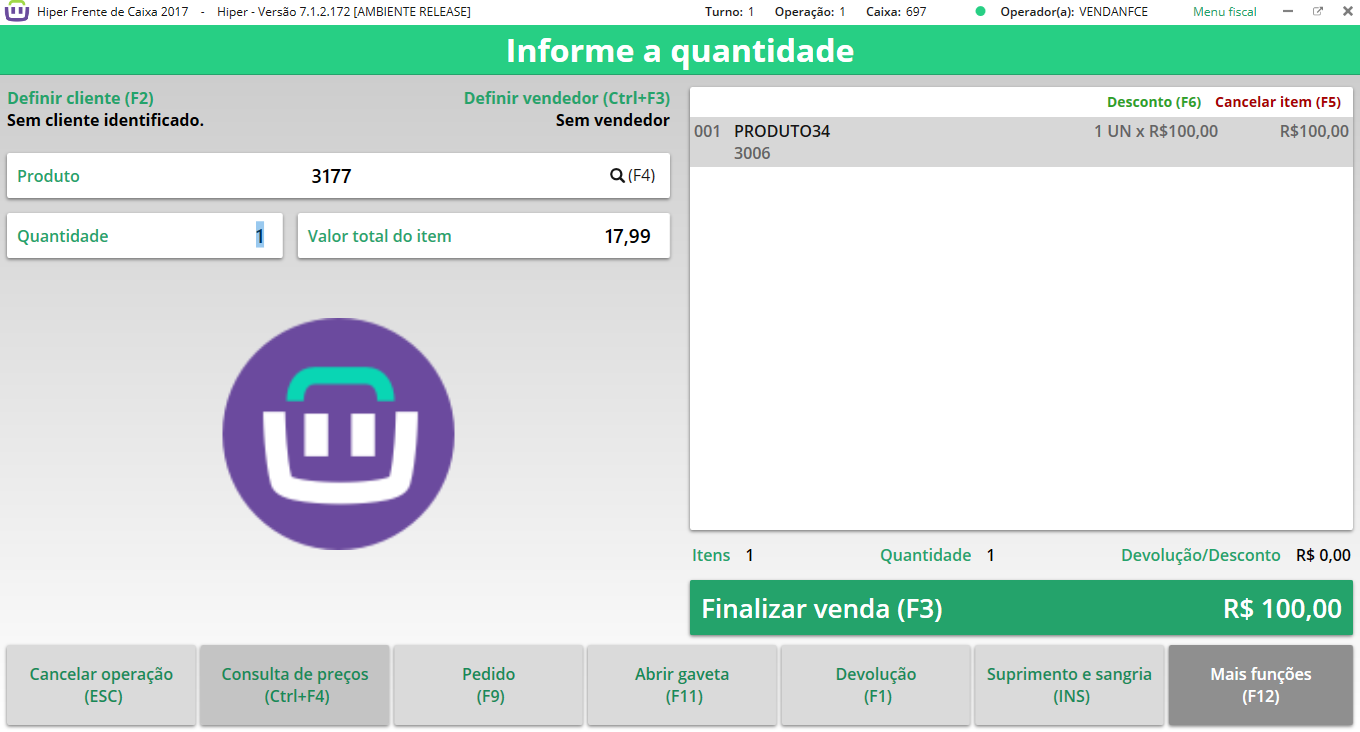 Hiper Frente de Caixa 2017 - Hiper - Versão 7.1.2.172 [AMBIENTE RELEASE] Turno: 1 Operação: 1 Caixa: 697 Operador(a): VENDANFCE Menu fiscal
Informe a quantidade
Definir cliente (F2) Definir vendedor (Ctrl+F3)
Sem cliente identificado. Sem vendedor
Produto 3177 (F4)
Quantidade 1 Valor total do item 17,99
Desconto (F6) Cancelar item (F5)
001 PRODUTO34 1 UN x R$100,00 R$100,00
3006
Itens 1 Quantidade 1 Devolução/Desconto R$ 0,00
Finalizar venda (F3) R$ 100,00
Cancelar operação
(ESC)
Consulta de preços
(Ctrl+F4)
Pedido
(F9)
Abrir gaveta
(F11)
Devolução
(F1)
Suprimento e sangria
(INS)
Mais funções
(F12)